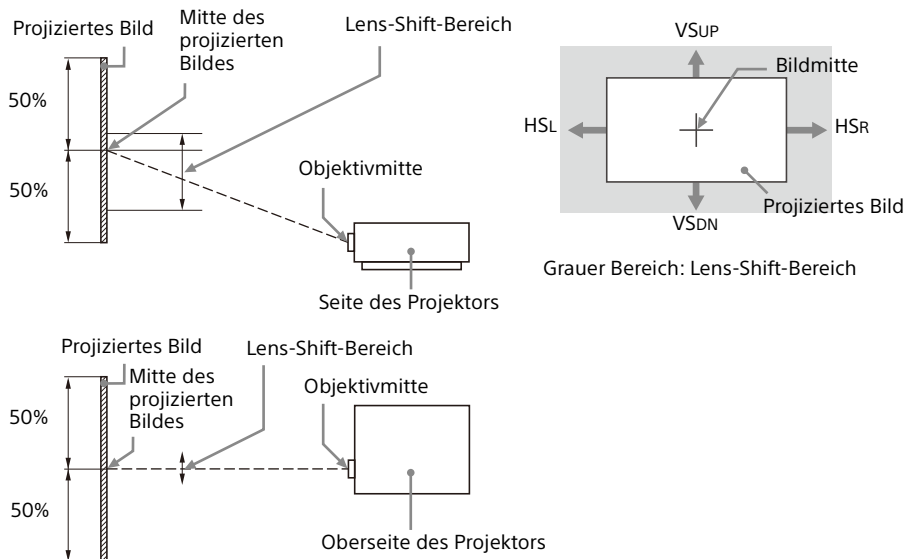 Projiziertes Bild
Mitte des
projizierten
Bildes
Lens-Shift-Bereich
50%
50%
Objektivmitte
Seite des Projektors
VSUP
Bildmitte
HSL
HSR
Projiziertes Bild
VSDN
Grauer Bereich: Lens-Shift-Bereich
Projiziertes Bild
Lens-Shift-Bereich
Mitte des
projizierten
Bildes
Objektivmitte
50%
50%
Oberseite des Projektors